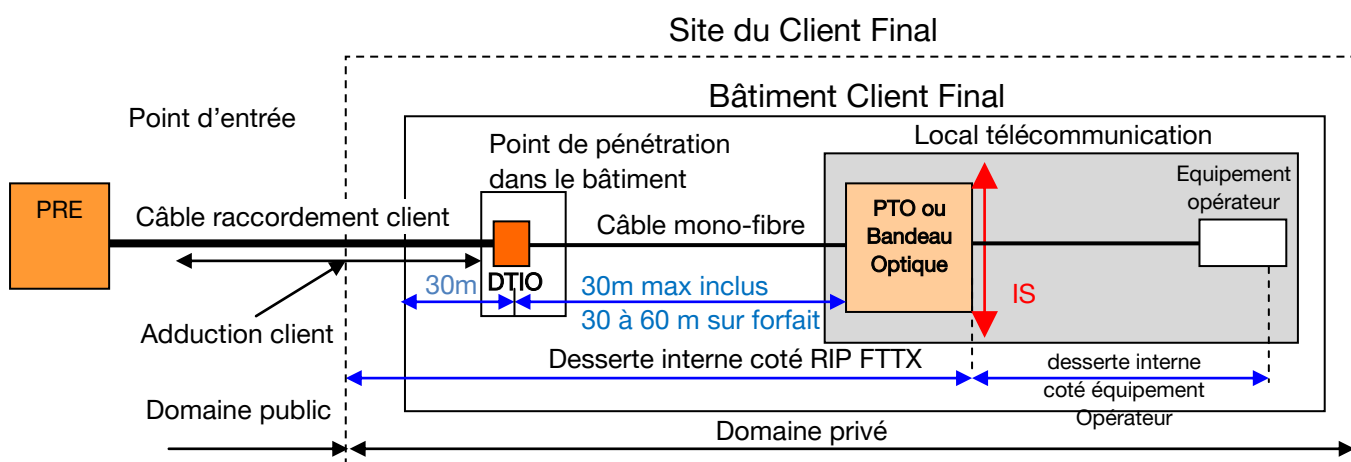 Site du Client Final
Bâtiment Client Final
Point d'entrée
Local télécommunication
Point de pénétration
dans le bâtiment
Equipement
opérateur
PRE
Câble raccordement client
Câble mono-fibre
PTO ou
Bandeau
Optique
DTIO
30m
30m max inclus
IS
30 à 60 m sur forfait
Adduction client
Desserte interne coté RIP FTTX
desserte interne
coté équipement
Opérateur
Domaine public
Domaine privé